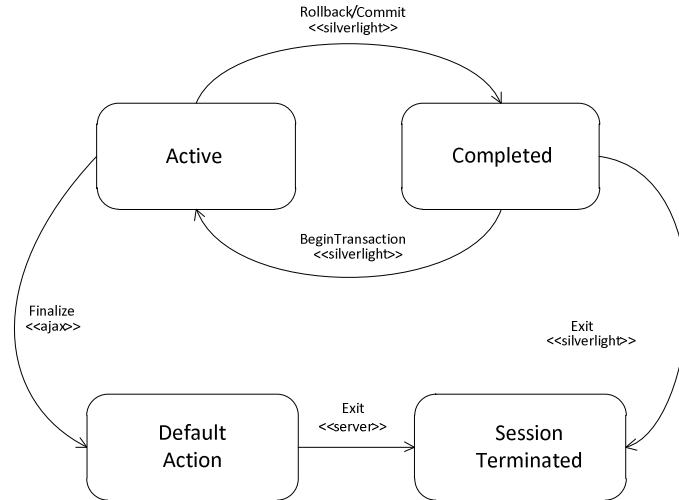 Rollback/Commit
<<silverlight>>
Active
Completed
BeginTransaction
<<silverlight>>
Finalize
<<ajax>>
Exit
<<silverlight>>
Default
Action
Exit
<<server>>
Session
Terminated